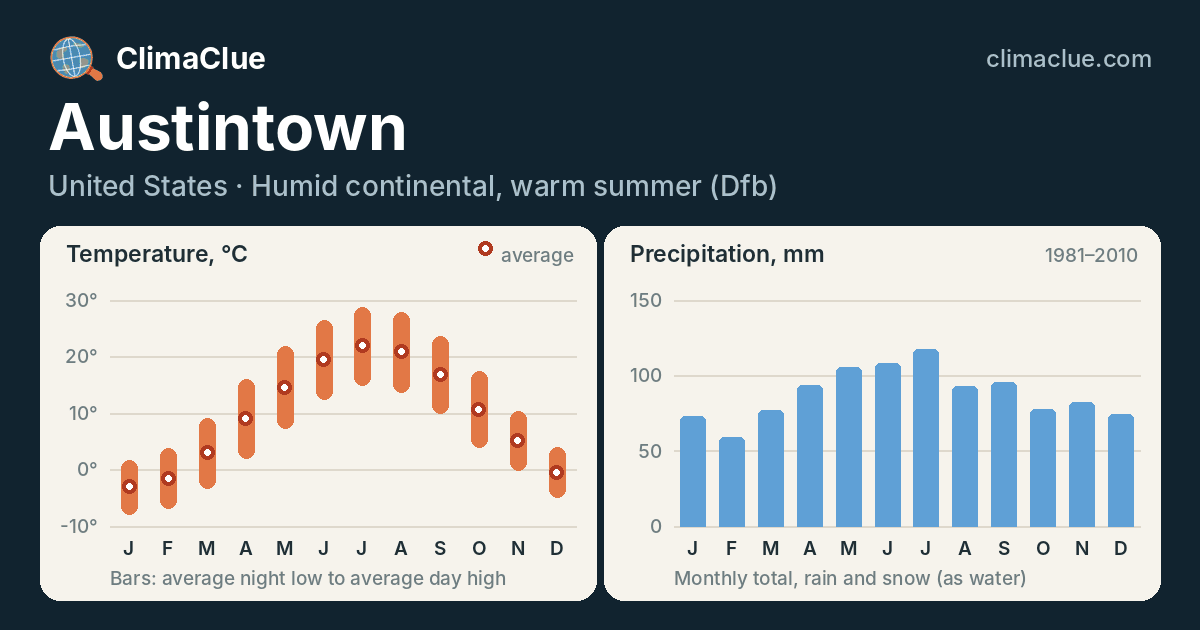 ClimaClue
climaclue.com
Austintown
United States · Humid continental, warm summer (Dfb)
Temperature, °C
average
30°
20°
10°
0°
-10°
J F M A M J J A S O N D
Bars: average night low to average day high
Precipitation, mm
1981–2010
150
100
50
0
J F M A M J J A S O N D
Monthly total, rain and snow (as water)